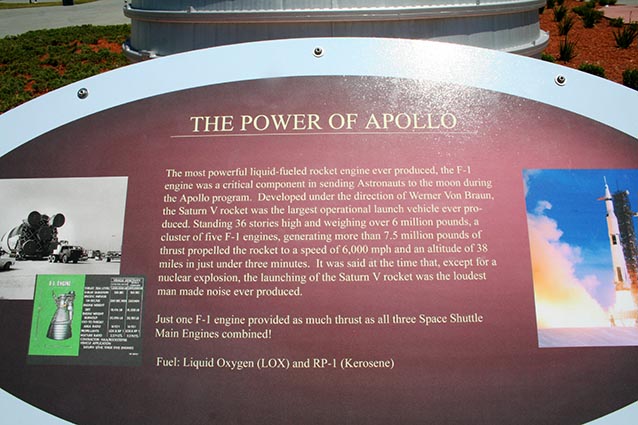 THE POWER OF APOLLO
The most powerful liquid-fueled rocket engine ever produced, the F-1
engine was a critical component in sending Astronauts to the moon during
the Apollo program. Developed under the direction of Werner Von Braun,
the Saturn V rocket was the largest operational launch vehicle ever pro-
duced. Standing 36 stories high and weighing over 6 million pounds, a
cluster of five F-1 engines, generating more than 7.5 million pounds of
thrust propelled the rocket to a speed of 6,000 mph and an altitude of 38
miles in just under three minutes. It was said at the time that, except for a
nuclear explosion, the launching of the Saturn V rocket was the loudest
man made noise ever produced.
Just one F-1 engine provided as much thrust as all three Space Shuttle
Main Engines combined!
Fuel: Liquid Oxygen (LOX) and RP-1 (Kerosene)
F-1 ENGINE